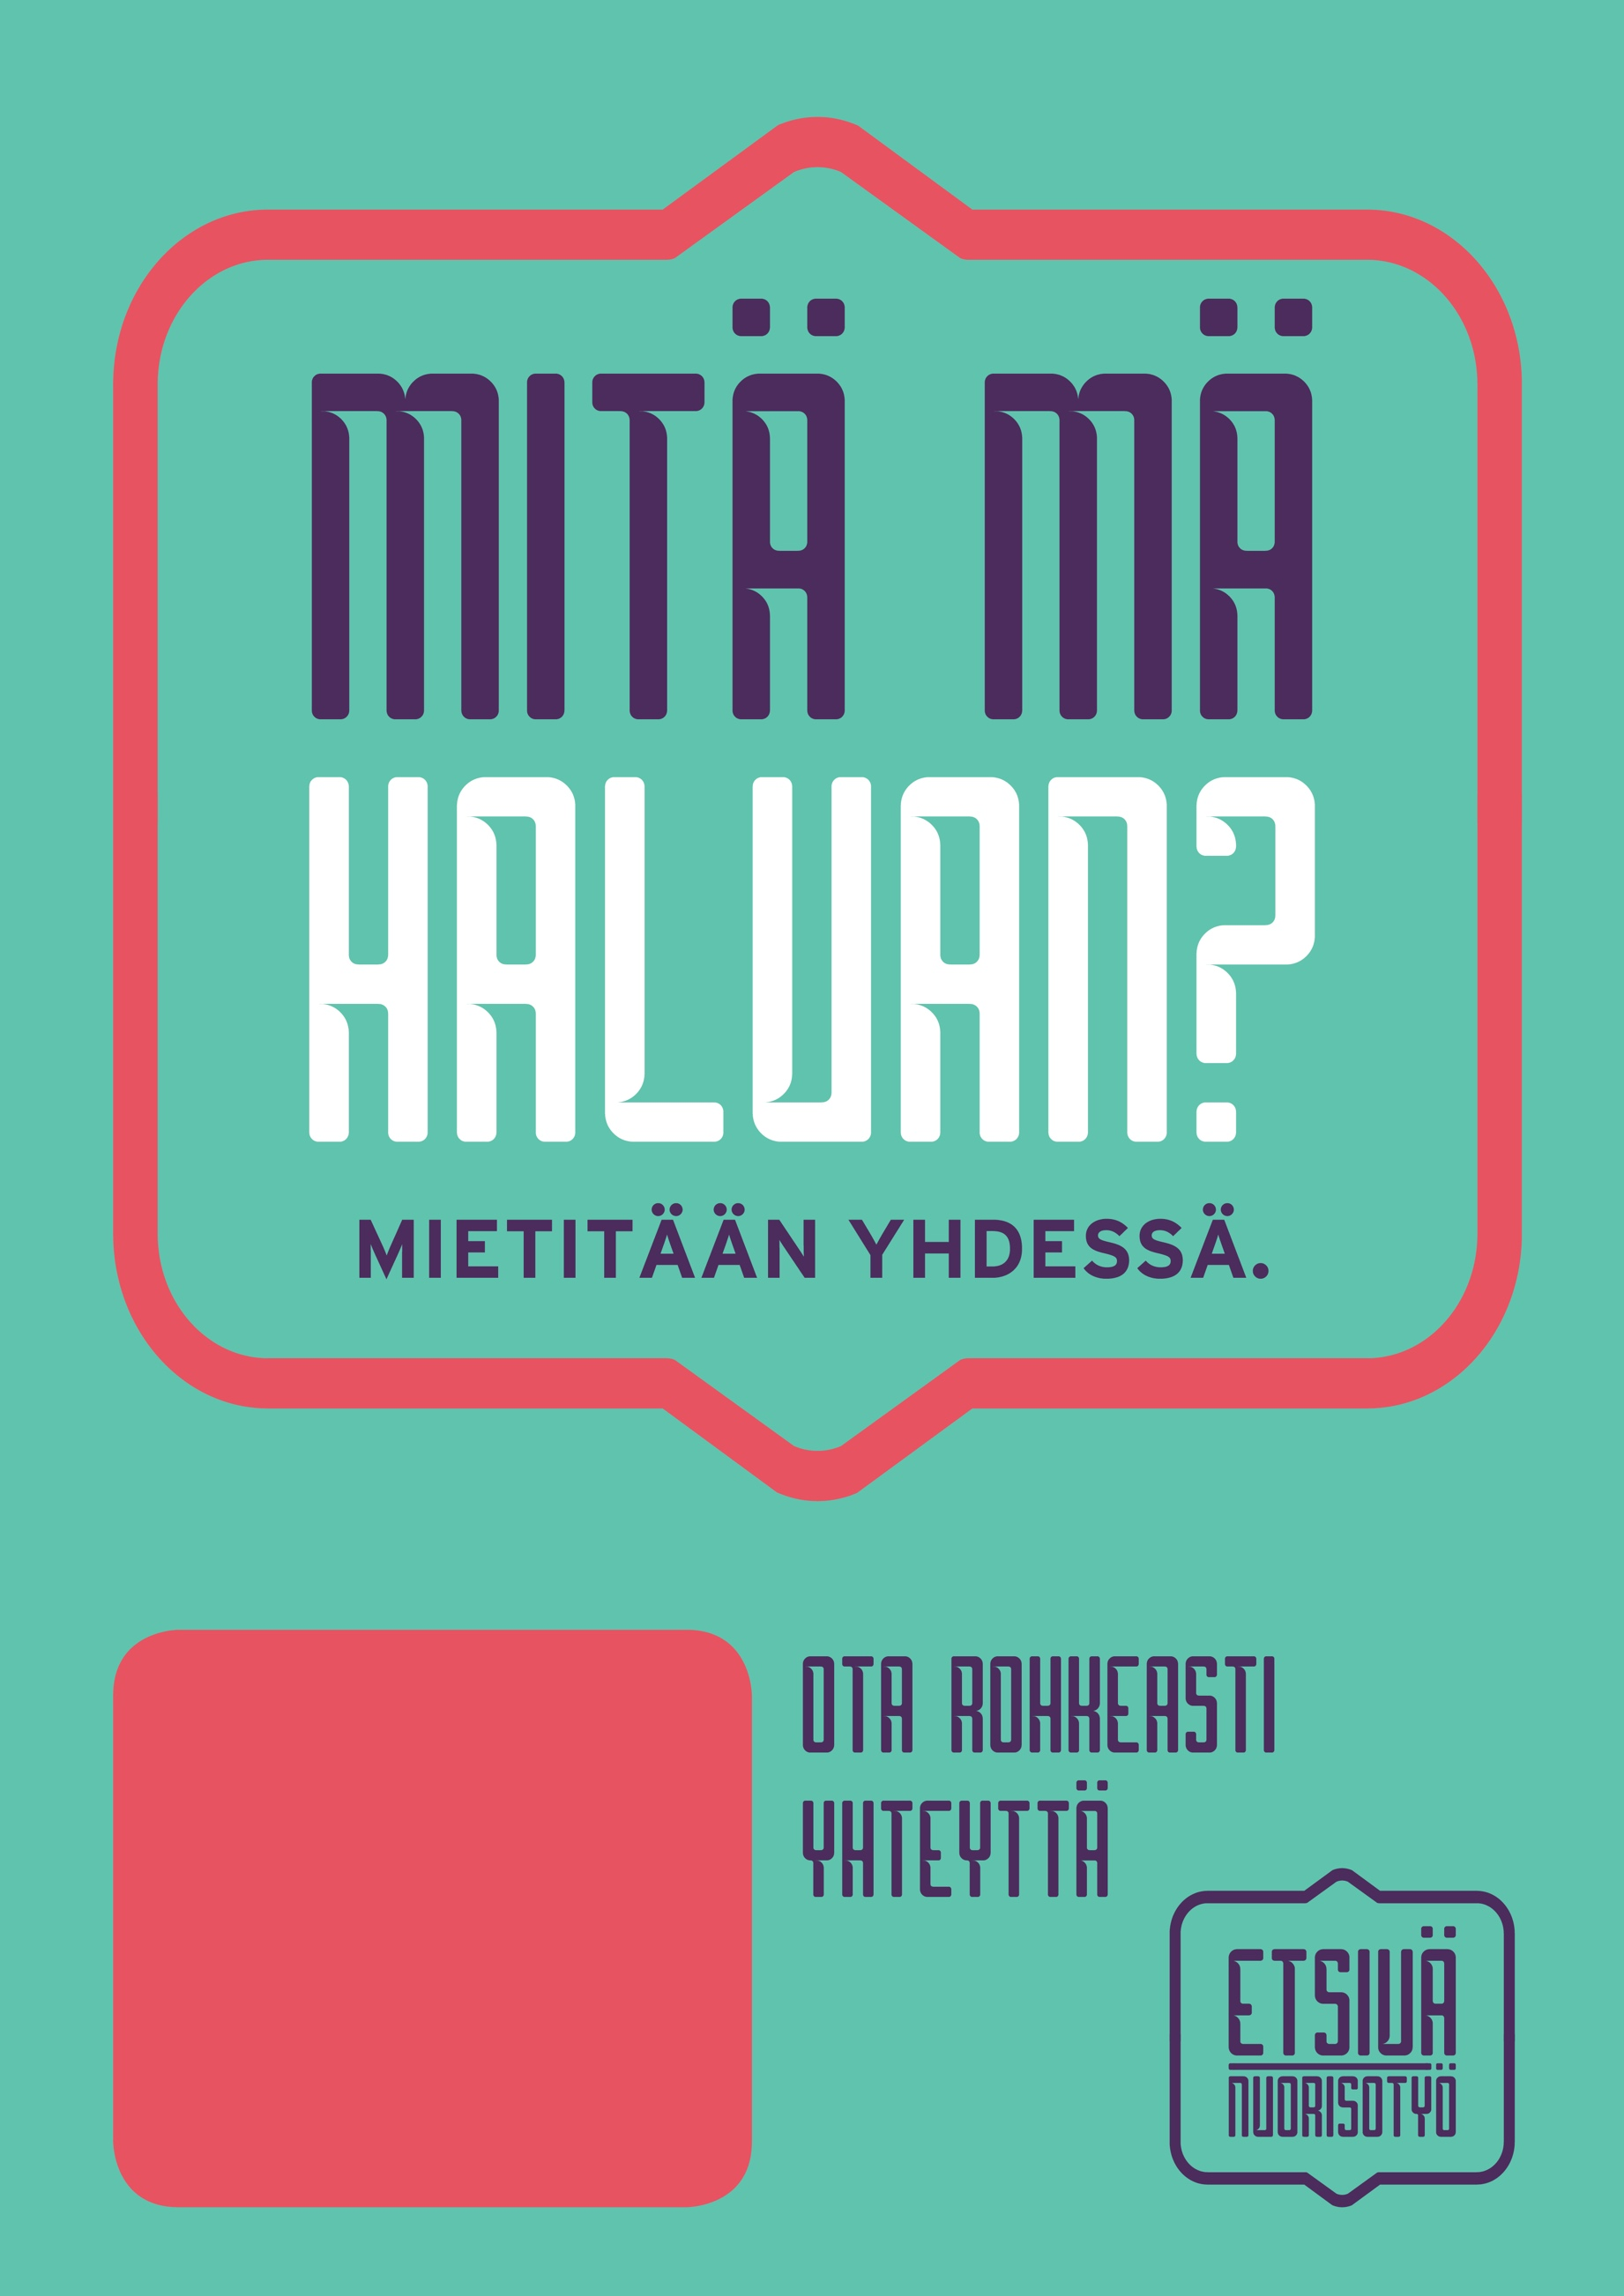 MITÄ MÄ
HALUAN?
MIETITÄÄN YHDESSÄ.
OTA ROHKEASTI
YHTEYTTÄ
ETSIVÄ
NUORISOTYÖ